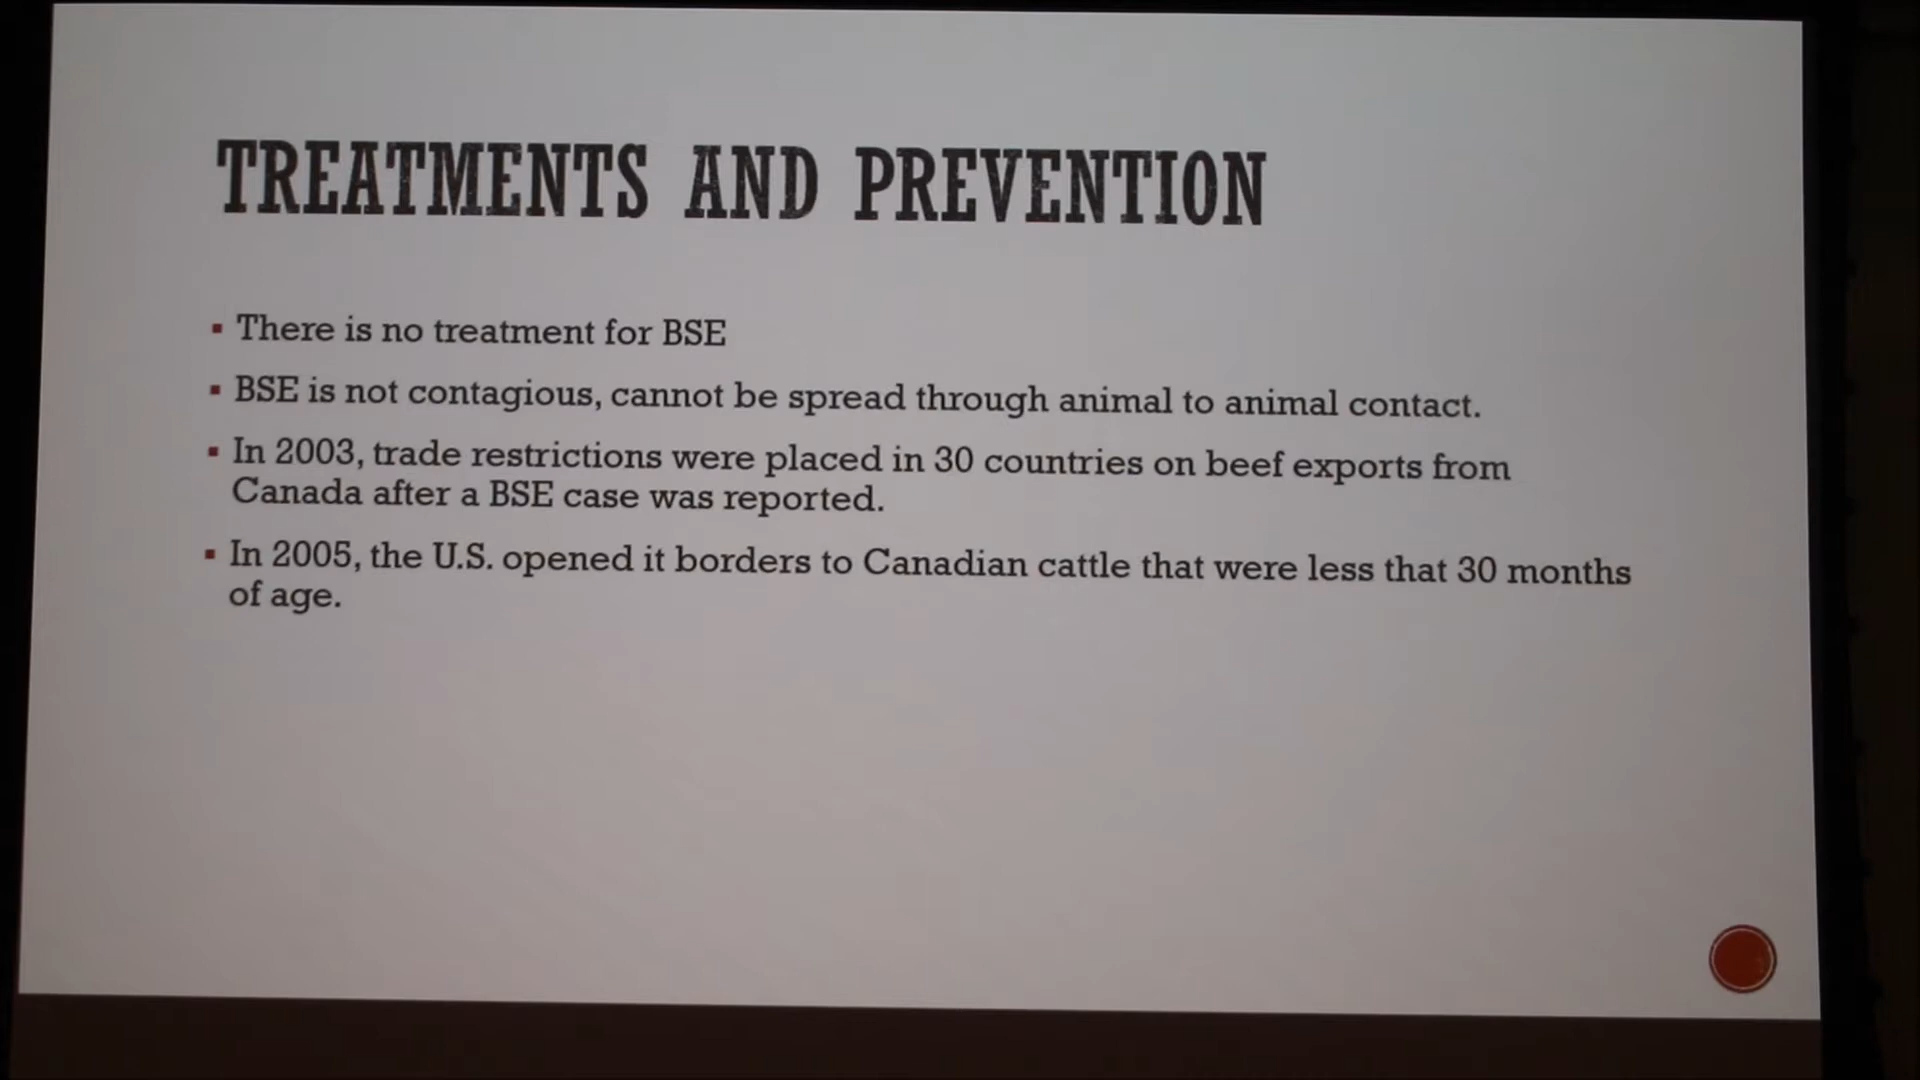 TREATMENTS AND PREVENTION
▪ There is no treatment for BSE
▪ BSE is not contagious, cannot be spread through animal to animal contact.
▪ In 2003, trade restrictions were placed in 30 countries on beef exports from
Canada after a BSE case was reported.
▪ In 2005, the U.S. opened it borders to Canadian cattle that were less that 30 months
of age.